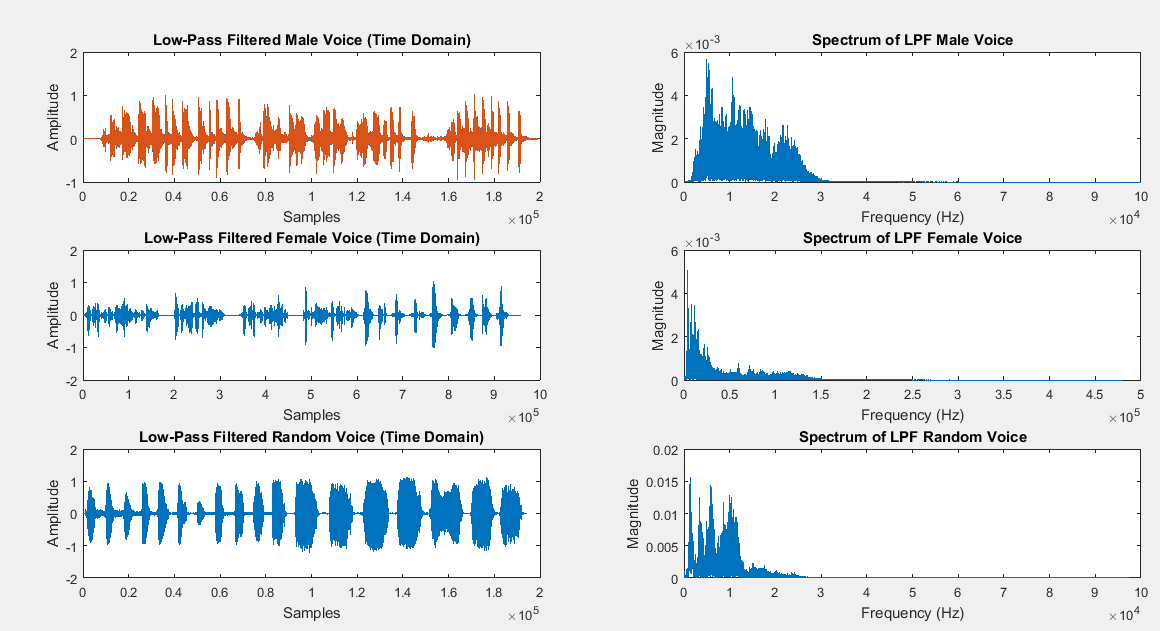 Low-Pass Filtered Male Voice (Time Domain)
2
1
0
-1
Amplitude
0 0.2 0.4 0.6 0.8 1 1.2 1.4 1.6 1.8 2
Samples
×10^5
Spectrum of LPF Male Voice
×10^-3
6
4
2
0
Magnitude
0 1 2 3 4 5 6 7 8 9 10
Frequency (Hz)
×10^4
Low-Pass Filtered Female Voice (Time Domain)
2
1
0
-1
-2
Amplitude
0 1 2 3 4 5 6 7 8 9 10
Samples
×10^5
Spectrum of LPF Female Voice
×10^-3
6
4
2
0
Magnitude
0 0.5 1 1.5 2 2.5 3 3.5 4 4.5 5
Frequency (Hz)
×10^5
Low-Pass Filtered Random Voice (Time Domain)
2
1
0
-1
-2
Amplitude
0 0.2 0.4 0.6 0.8 1 1.2 1.4 1.6 1.8 2
Samples
×10^5
Spectrum of LPF Random Voice
0.02
0.015
0.01
0.005
0
Magnitude
0 1 2 3 4 5 6 7 8 9 10
Frequency (Hz)
×10^4